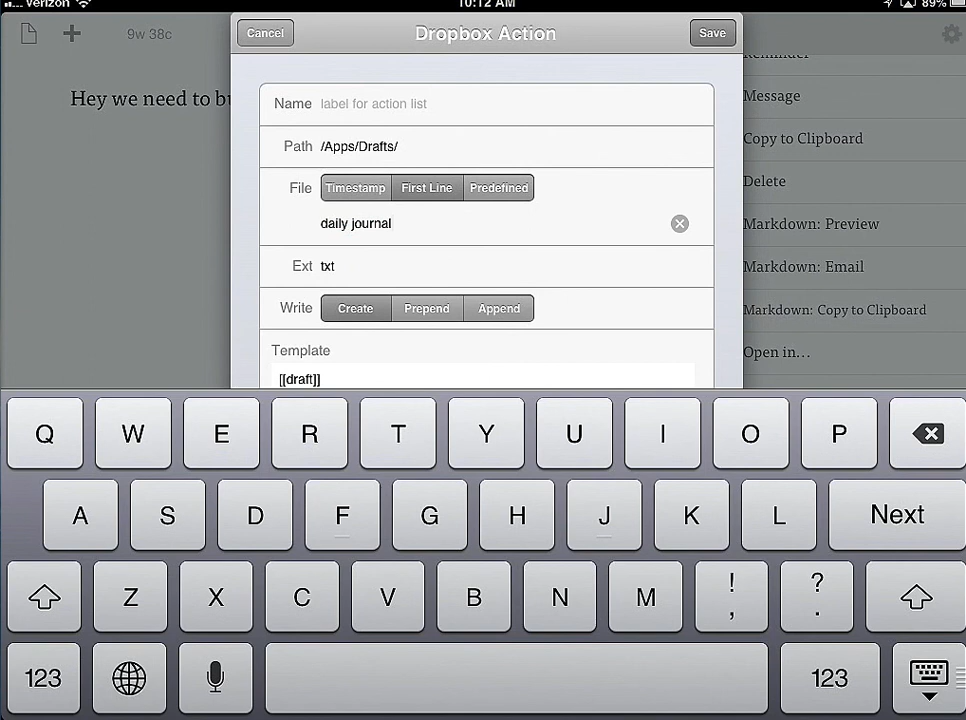 Verizon 10:12 AM 89%
9w 38c
Cancel Dropbox Action Save
Hey we need to
Name label for action list
Path /Apps/Drafts/
File Timestamp First Line Predefined
daily journal
Ext txt
Write Create Prepend Append
Template
[[draft]]
Reminder
Message
Copy to Clipboard
Delete
Markdown: Preview
Markdown: Email
Markdown: Copy to Clipboard
Open in...
Q W E R T Y U I O P
A S D F G H J K L Next
Z X C V B N M ! , ? .
123 123